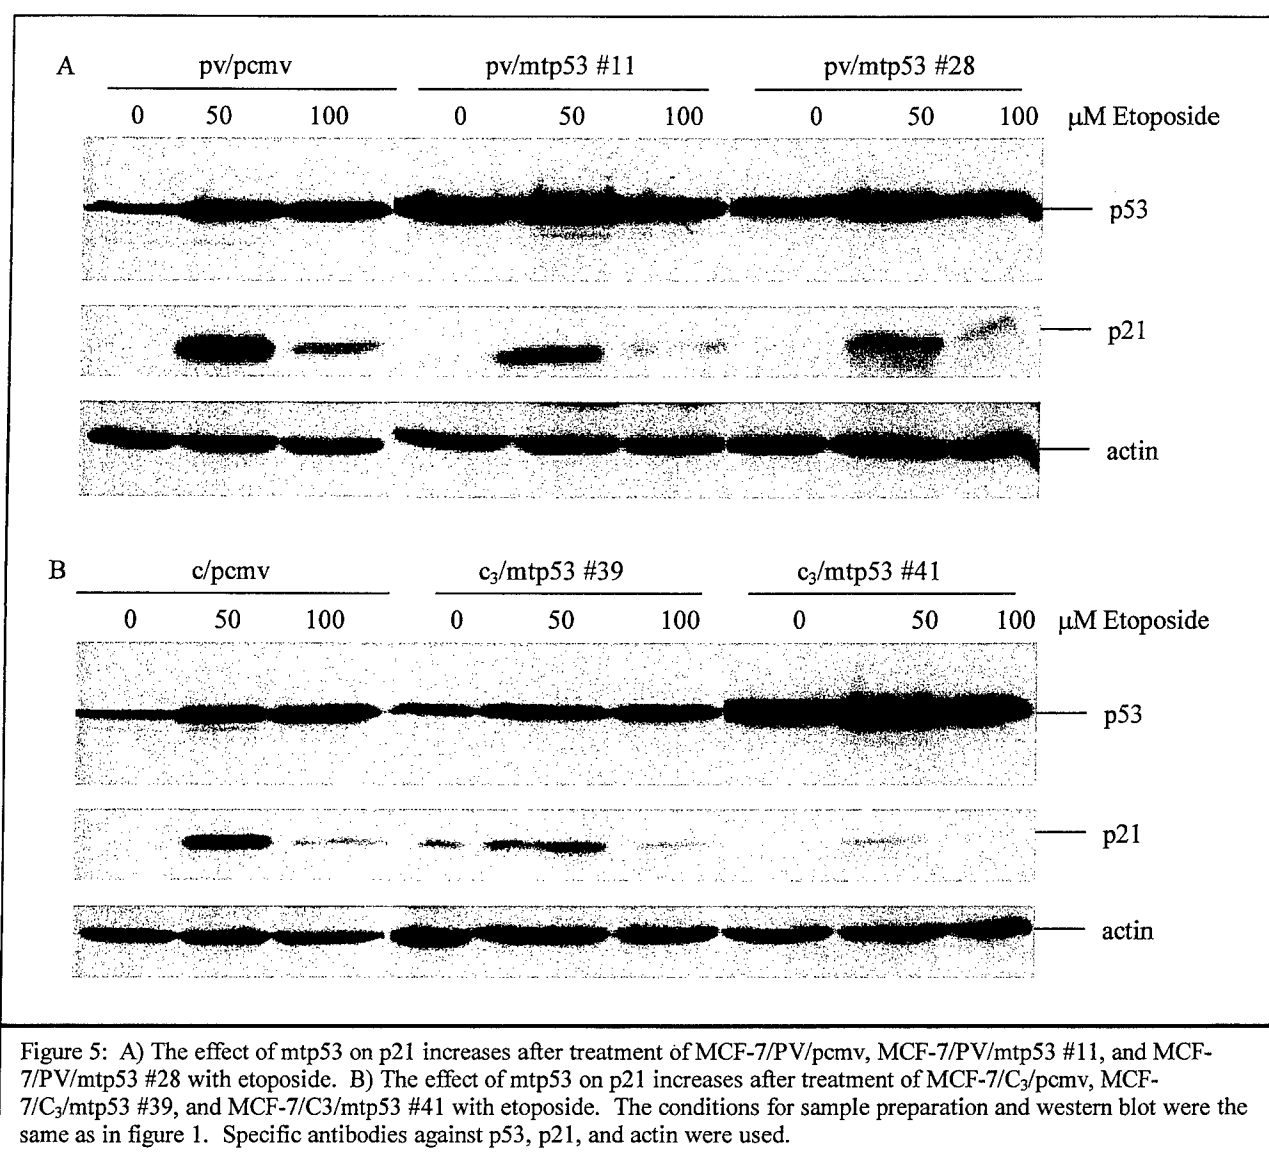 A pv/pcmv pv/mtp53 #11 pv/mtp53 #28
0 50 100 0 50 100 0 50 100 μM Etoposide
p53
p21
actin
B c/pcmv c₃/mtp53 #39 c₃/mtp53 #41
0 50 100 0 50 100 0 50 100 μM Etoposide
p53
p21
actin
Figure 5: A) The effect of mtp53 on p21 increases after treatment of MCF-7/PV/pcmv, MCF-7/PV/mtp53 #11, and MCF-
7/PV/mtp53 #28 with etoposide. B) The effect of mtp53 on p21 increases after treatment of MCF-7/C₃/pcmv, MCF-
7/C₃/mtp53 #39, and MCF-7/C3/mtp53 #41 with etoposide. The conditions for sample preparation and western blot were the
same as in figure 1. Specific antibodies against p53, p21, and actin were used.